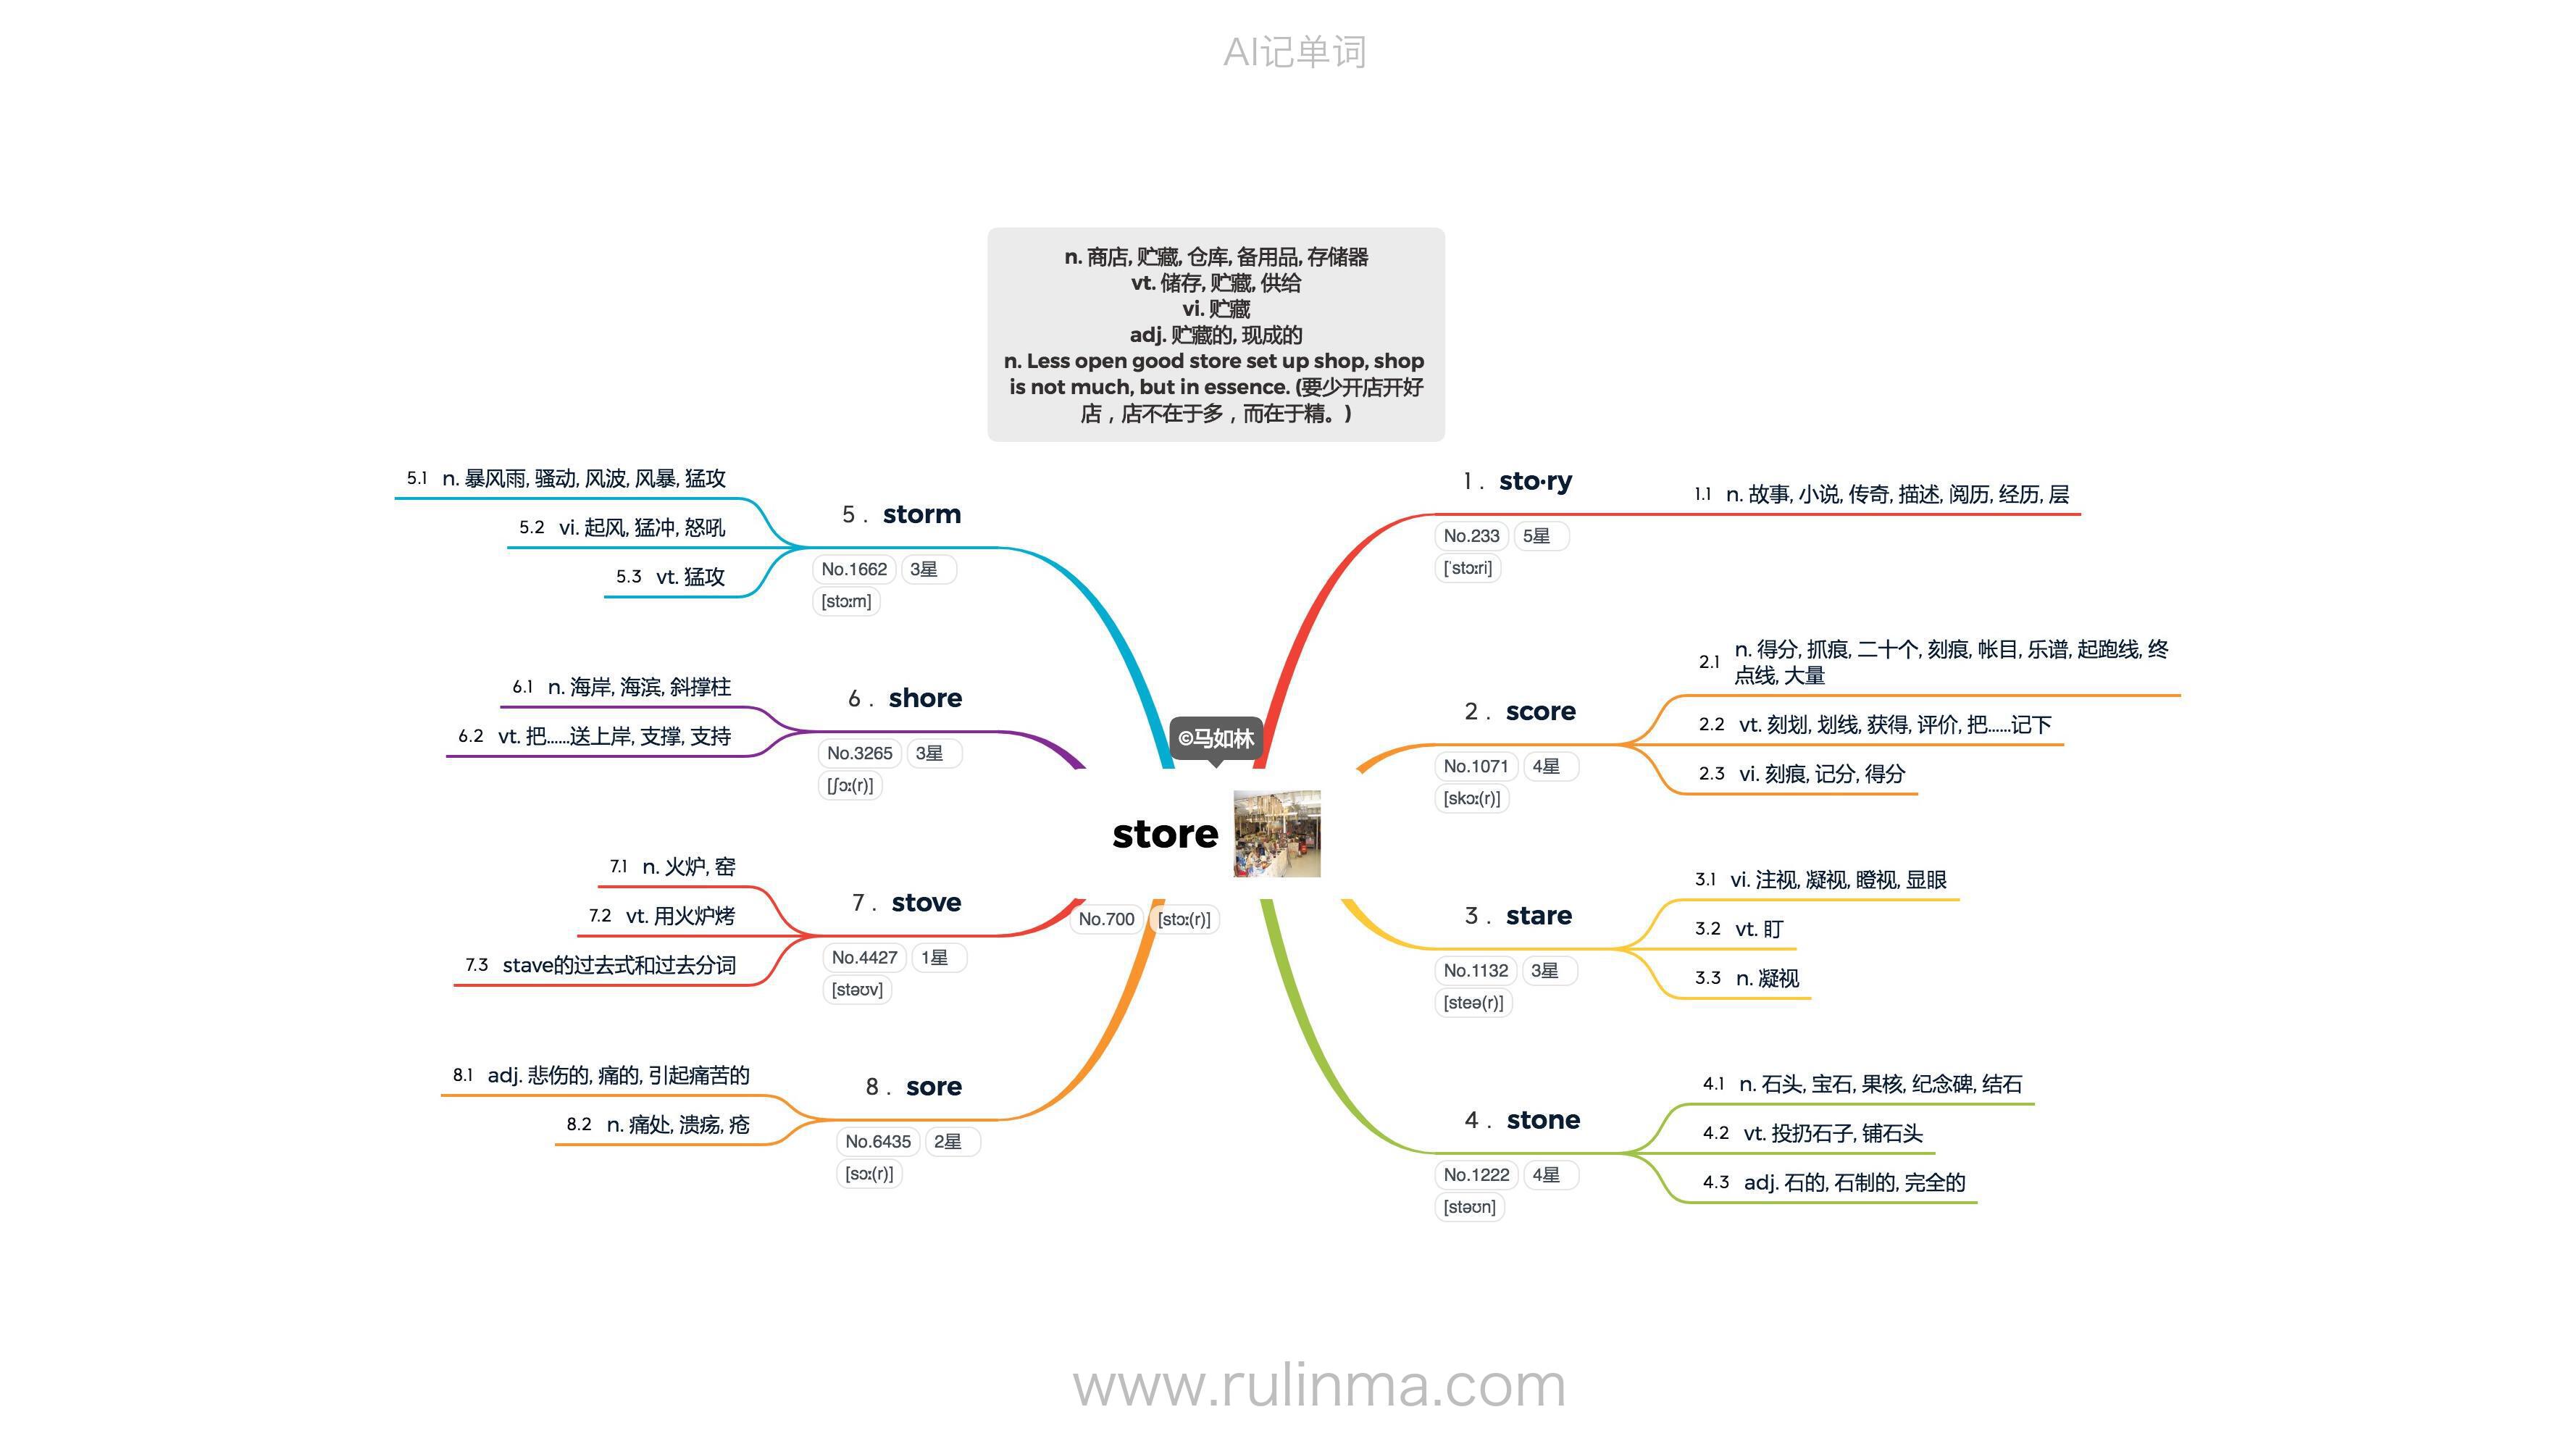 AI记单词
n. 商店, 贮藏, 仓库, 备用品, 存储器
vt. 储存, 贮藏, 供给
vi. 贮藏
adj. 贮藏的, 现成的
n. Less open good store set up shop, shop
is not much, but in essence. (要少开店开好
店，店不在于多，而在于精。)
©马如林
store
No.700 [stɔː(r)]
1. sto·ry
No.233 5星
[ˈstɔːri]
1.1 n. 故事, 小说, 传奇, 描述, 阅历, 经历, 层
2. score
No.1071 4星
[skɔː(r)]
2.1 n. 得分, 抓痕, 二十个, 刻痕, 帐目, 乐谱, 起跑线, 终
点线, 大量
2.2 vt. 刻划, 划线, 获得, 评价, 把……记下
2.3 vi. 刻痕, 记分, 得分
3. stare
No.1132 3星
[steə(r)]
3.1 vi. 注视, 凝视, 瞪视, 显眼
3.2 vt. 盯
3.3 n. 凝视
4. stone
No.1222 4星
[stəʊn]
4.1 n. 石头, 宝石, 果核, 纪念碑, 结石
4.2 vt. 投扔石子, 铺石头
4.3 adj. 石的, 石制的, 完全的
5. storm
No.1662 3星
[stɔːm]
5.1 n. 暴风雨, 骚动, 风波, 风暴, 猛攻
5.2 vi. 起风, 猛冲, 怒吼
5.3 vt. 猛攻
6. shore
No.3265 3星
[ʃɔː(r)]
6.1 n. 海岸, 海滨, 斜撑柱
6.2 vt. 把……送上岸, 支撑, 支持
7. stove
No.4427 1星
[stəʊv]
7.1 n. 火炉, 窑
7.2 vt. 用火炉烤
7.3 stave的过去式和过去分词
8. sore
No.6435 2星
[sɔː(r)]
8.1 adj. 悲伤的, 痛的, 引起痛苦的
8.2 n. 痛处, 溃疡, 疮
www.rulinma.com